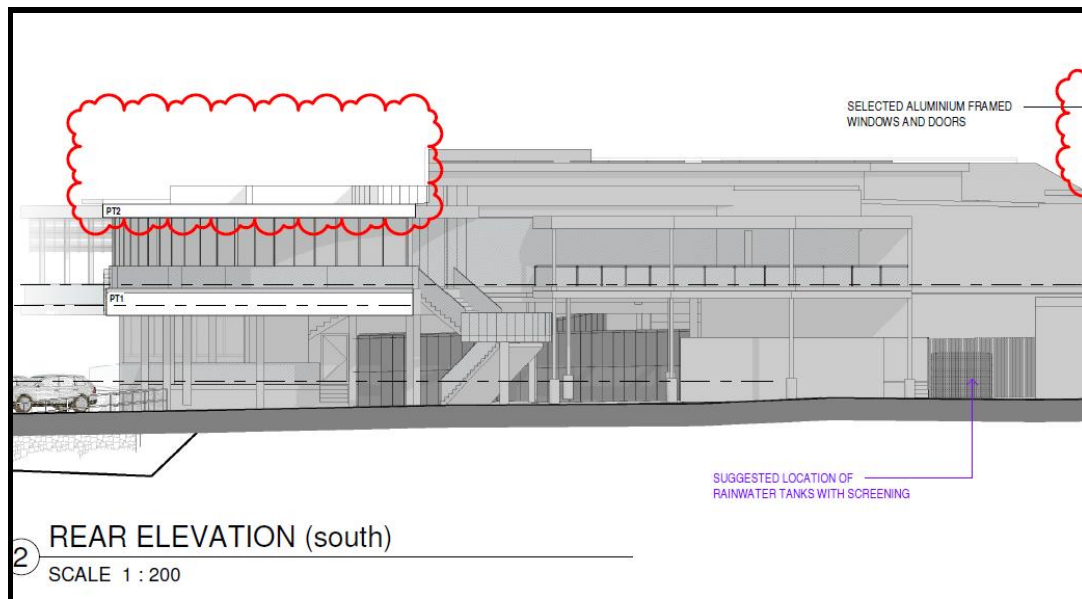 SELECTED ALUMINIUM FRAMED
WINDOWS AND DOORS
PT2
PT1
SUGGESTED LOCATION OF
RAINWATER TANKS WITH SCREENING
2
REAR ELEVATION (south)
SCALE 1 : 200